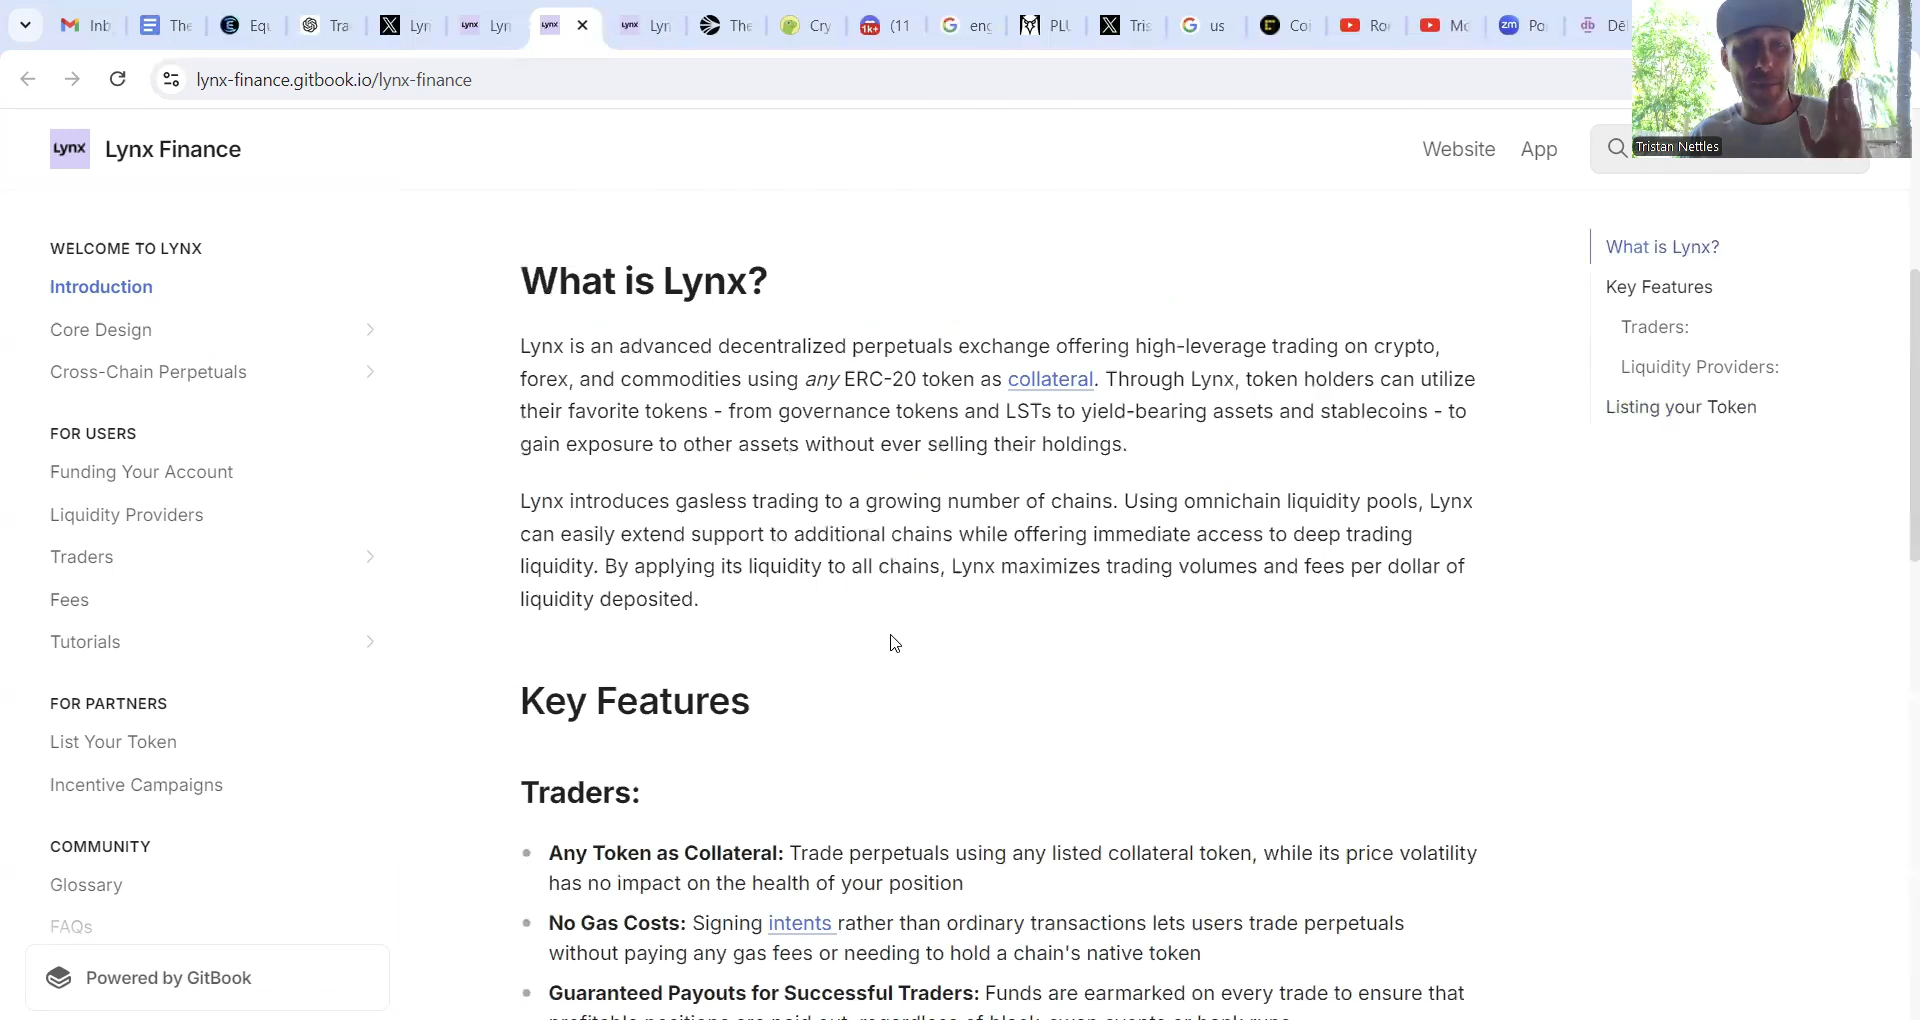 Inb
The
Equ
Tra
Lyn
Lynx
Lyn
Lynx
Lynx
Lyn
The
Cry
1k+
(11
eng
PLU
Tris
us
Coi
Ro
Mo
zm
Po
lynx-finance.gitbook.io/lynx-finance
Tristan Nettles
Lynx
Lynx Finance
Website
App
WELCOME TO LYNX
Introduction
Core Design
Cross-Chain Perpetuals
FOR USERS
Funding Your Account
Liquidity Providers
Traders
Fees
Tutorials
FOR PARTNERS
List Your Token
Incentive Campaigns
COMMUNITY
Glossary
FAQs
Powered by GitBook
What is Lynx?
Lynx is an advanced decentralized perpetuals exchange offering high-leverage trading on crypto,
forex, and commodities using any ERC-20 token as collateral. Through Lynx, token holders can utilize
their favorite tokens - from governance tokens and LSTs to yield-bearing assets and stablecoins - to
gain exposure to other assets without ever selling their holdings.
Lynx introduces gasless trading to a growing number of chains. Using omnichain liquidity pools, Lynx
can easily extend support to additional chains while offering immediate access to deep trading
liquidity. By applying its liquidity to all chains, Lynx maximizes trading volumes and fees per dollar of
liquidity deposited.
Key Features
Traders:
Any Token as Collateral: Trade perpetuals using any listed collateral token, while its price volatility
has no impact on the health of your position
No Gas Costs: Signing intents rather than ordinary transactions lets users trade perpetuals
without paying any gas fees or needing to hold a chain's native token
Guaranteed Payouts for Successful Traders: Funds are earmarked on every trade to ensure that
What is Lynx?
Key Features
Traders:
Liquidity Providers:
Listing your Token